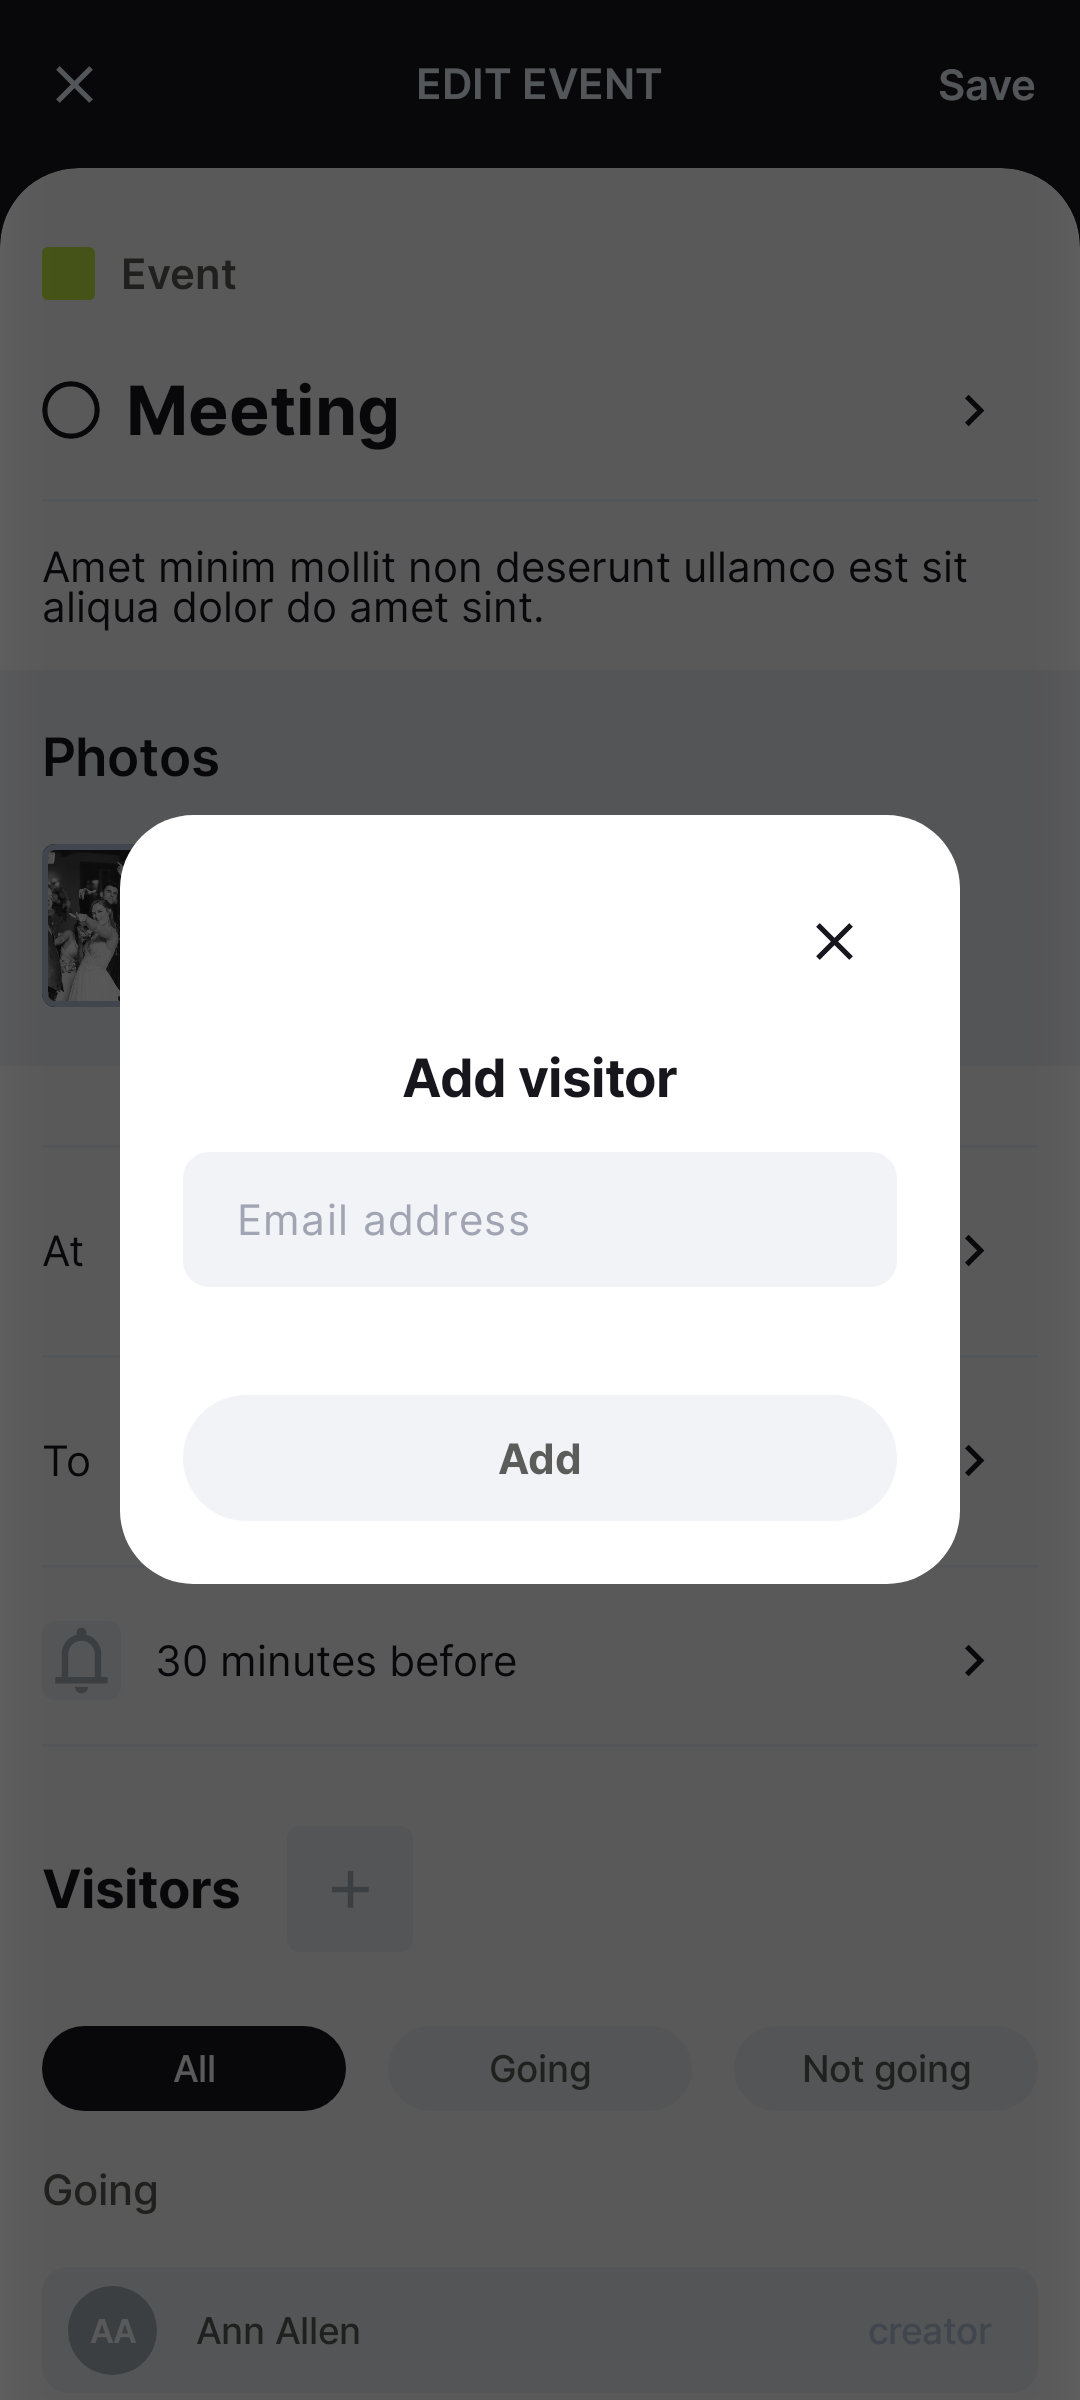 EDIT EVENT
Save
Event
Meeting
Amet minim mollit non deserunt ullamco est sit
aliqua dolor do amet sint.
Photos
Add visitor
Email address
At
To
Add
30 minutes before
Visitors
All
Going
Not going
Going
AA
Ann Allen
creator